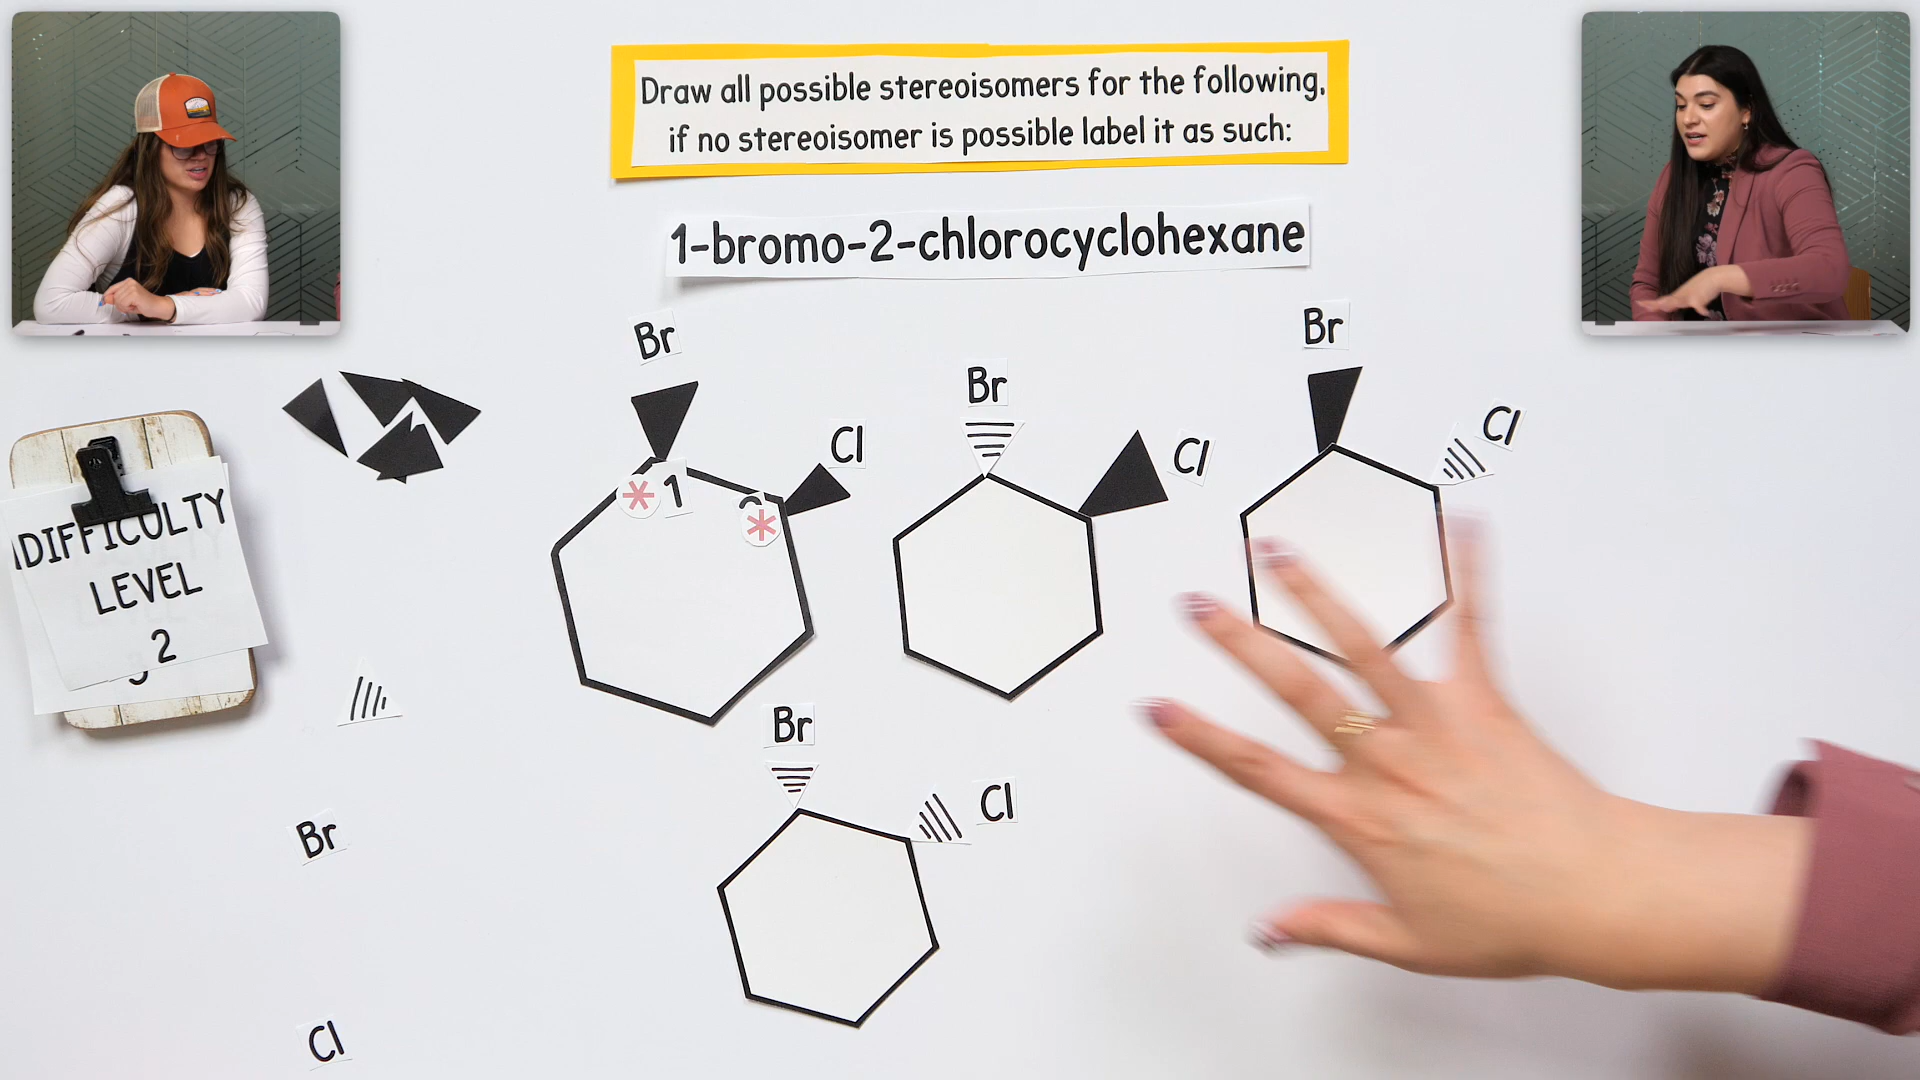 Draw all possible stereoisomers for the following,
if no stereoisomer is possible label it as such:
1-bromo-2-chlorocyclohexane
Br
Cl
* 1
*
Br
Cl
Br
Cl
DIFFICULTY
LEVEL
2
Br
Cl
Br
Cl